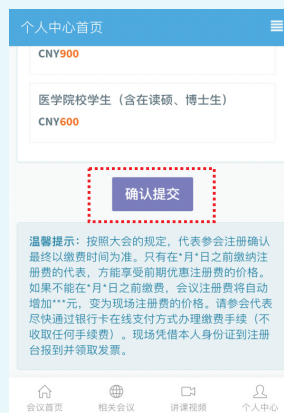 个人中心首页
CNY900
医学院校学生（含在读硕、博士生）
CNY600
确认提交
温馨提示：按照大会的规定，代表参会注册确认
最终以缴费时间为准。只有在*月*日之前缴纳注
册费的代表，方能享受前期优惠注册费的价格。
如果不能在*月*日之前缴费，会议注册费将自动
增加***元，变为现场注册费的价格。请参会代表
尽快通过银行卡在线支付方式办理缴费手续（不
收取任何手续费）。现场凭借本人身份证到注册
台报到并领取发票。
会议首页 相关会议 讲课视频 个人中心